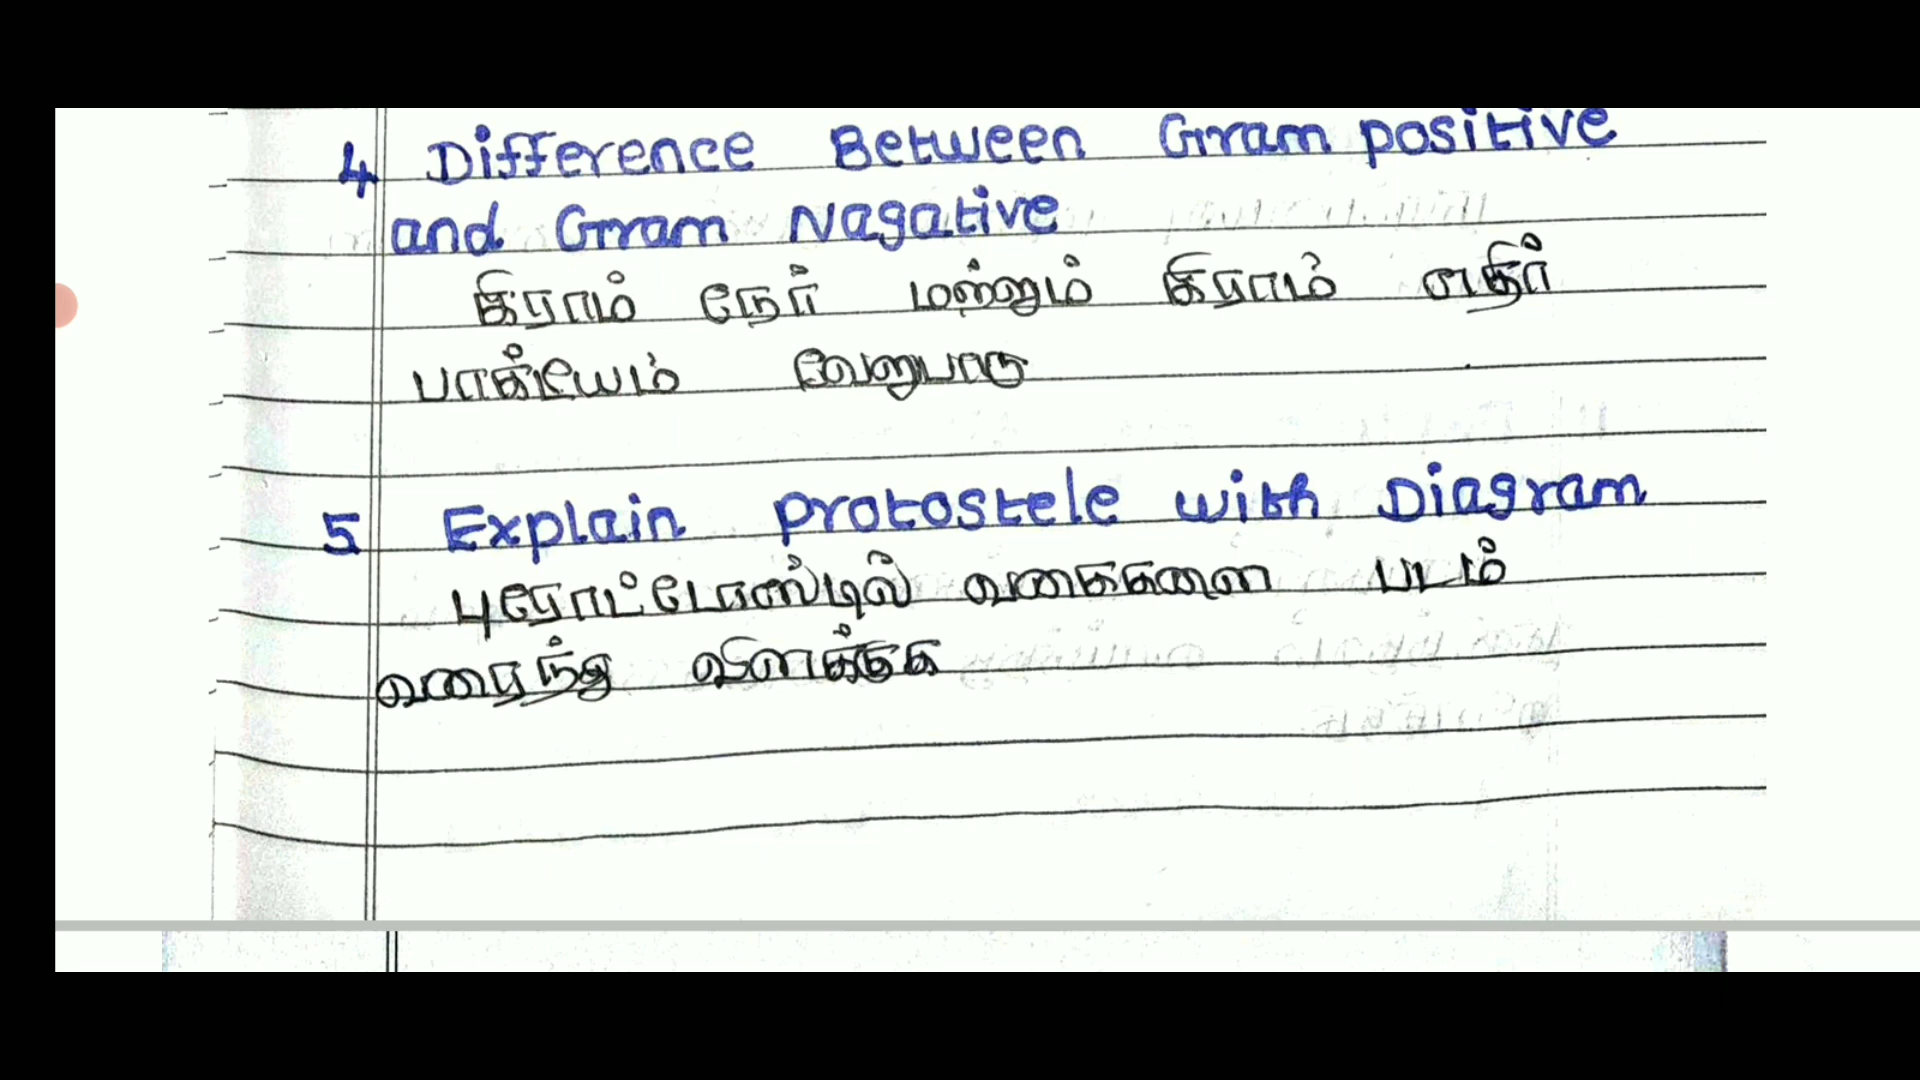 4 Difference Between Gram positive
and Gram Nagative
கிராம் நேர் மற்றும் கிராம் எதிர்
பாக்டீயம் வேறுபாடு
5 Explain protostele with Diagram
புரோட்டோஸ்டில் வகைகளை படம்
வரைந்து விளக்குக